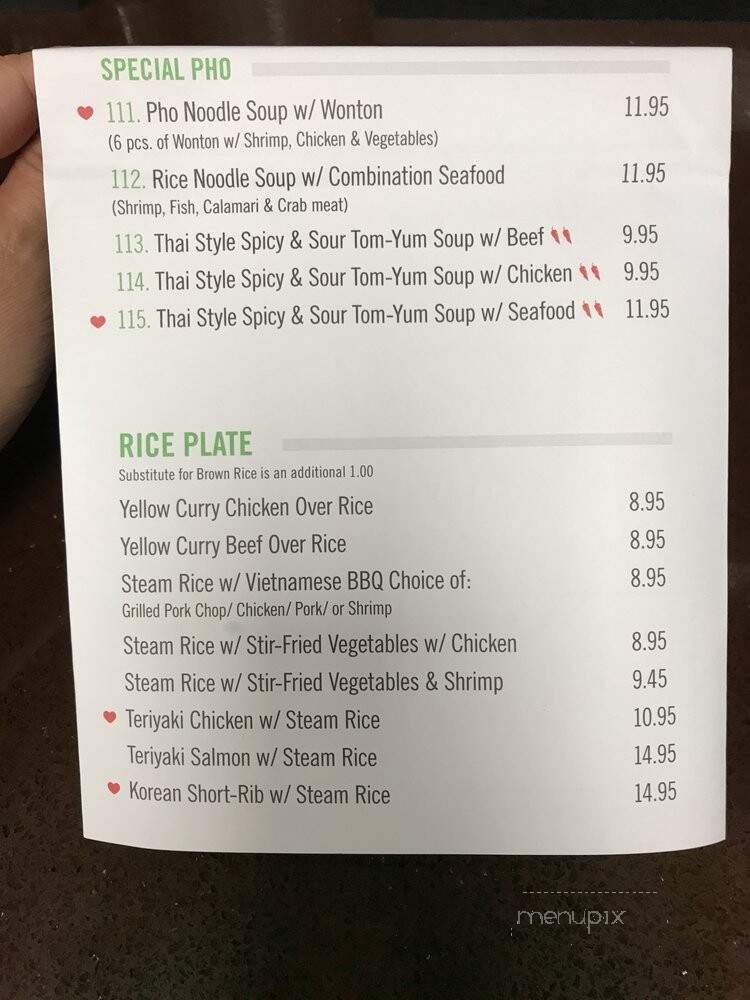 SPECIAL PHO
111. Pho Noodle Soup w/ Wonton 11.95
(6 pcs. of Wonton w/ Shrimp, Chicken & Vegetables)
112. Rice Noodle Soup w/ Combination Seafood 11.95
(Shrimp, Fish, Calamari & Crab meat)
113. Thai Style Spicy & Sour Tom-Yum Soup w/ Beef 9.95
114. Thai Style Spicy & Sour Tom-Yum Soup w/ Chicken 9.95
115. Thai Style Spicy & Sour Tom-Yum Soup w/ Seafood 11.95
RICE PLATE
Substitute for Brown Rice is an additional 1.00
Yellow Curry Chicken Over Rice 8.95
Yellow Curry Beef Over Rice 8.95
Steam Rice w/ Vietnamese BBQ Choice of: 8.95
Grilled Pork Chop/ Chicken/ Pork/ or Shrimp
Steam Rice w/ Stir-Fried Vegetables w/ Chicken 8.95
Steam Rice w/ Stir-Fried Vegetables & Shrimp 9.45
Teriyaki Chicken w/ Steam Rice 10.95
Teriyaki Salmon w/ Steam Rice 14.95
Korean Short-Rib w/ Steam Rice 14.95
menupix